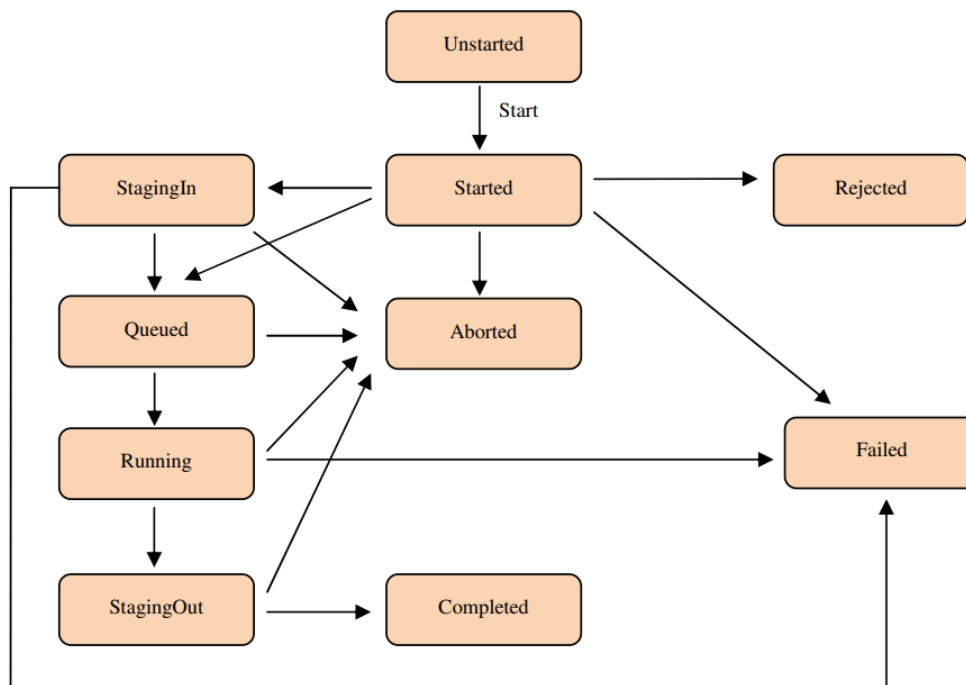 Unstarted
Start
StagingIn
Started
Rejected
Queued
Aborted
Running
Failed
StagingOut
Completed